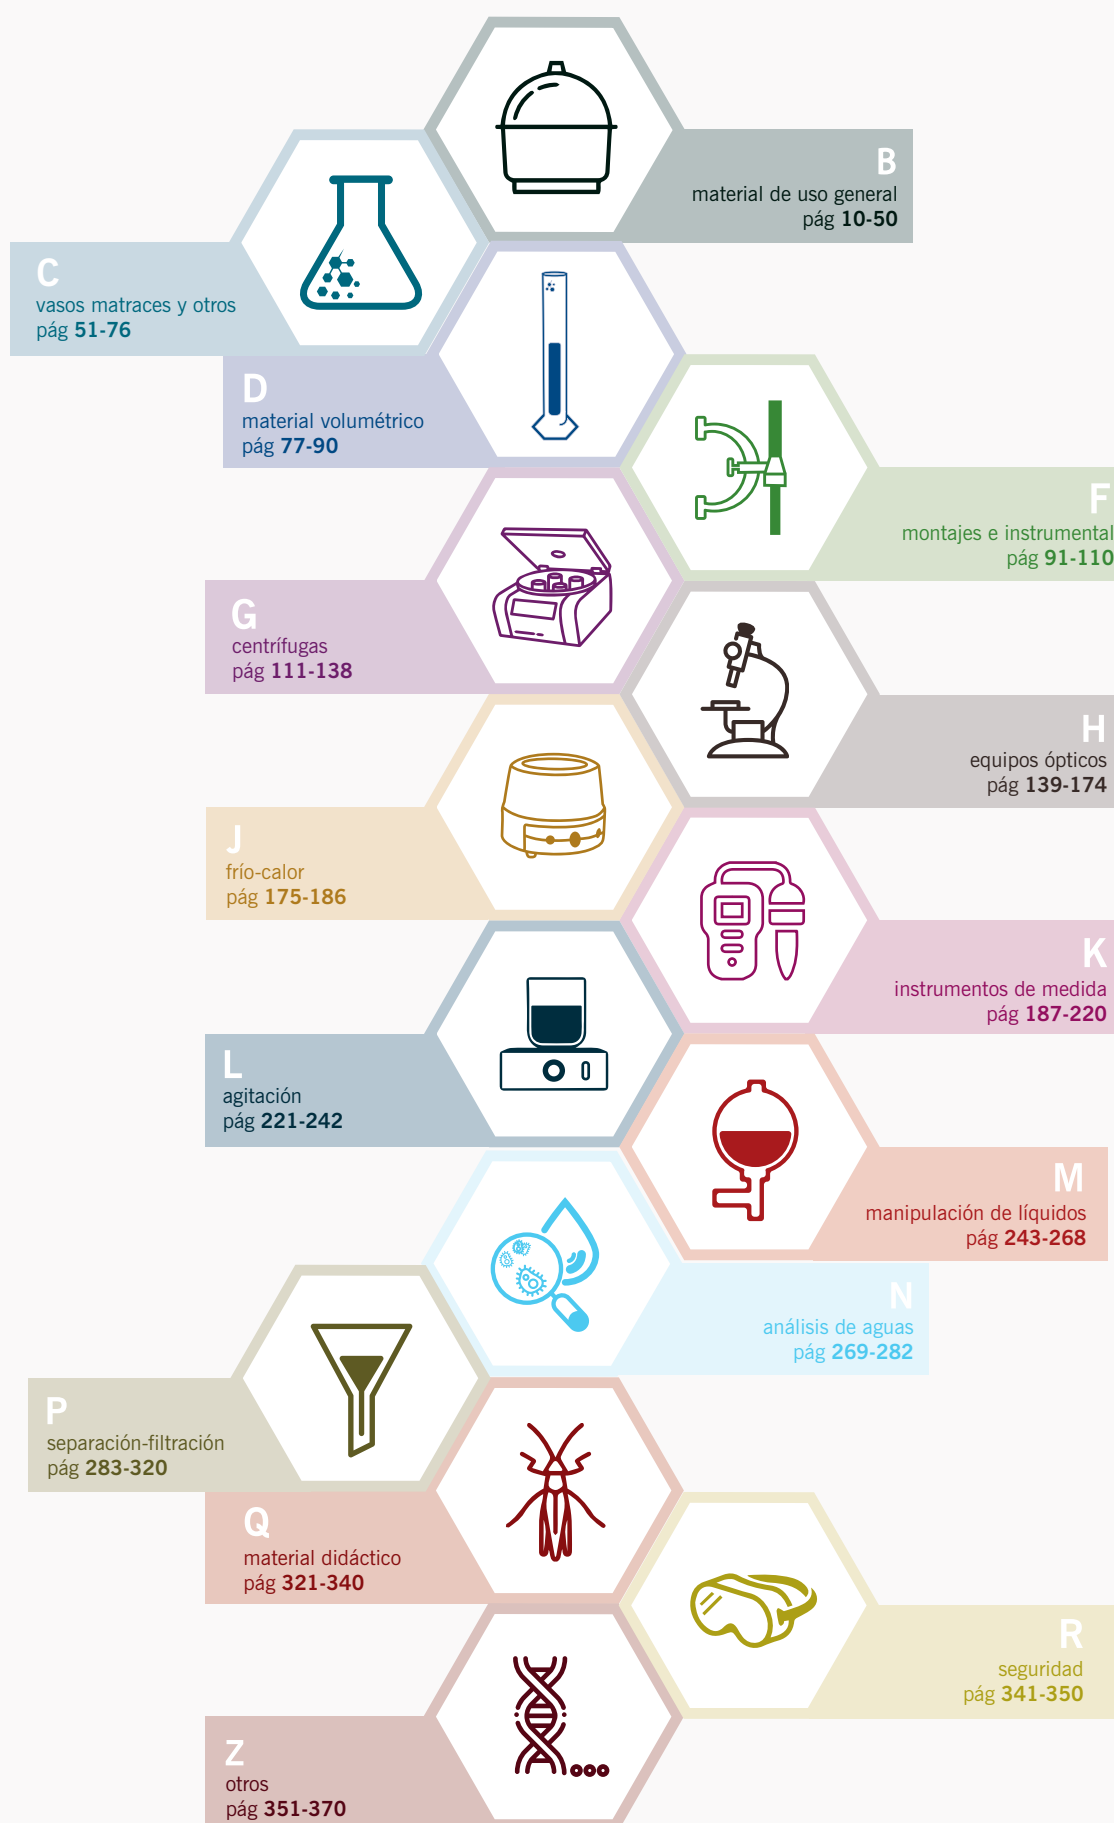 B
material de uso general
pág 10-50
C
vasos matraces y otros
pág 51-76
D
material volumétrico
pág 77-90
F
montajes e instrumental
pág 91-110
G
centrífugas
pág 111-138
H
equipos ópticos
pág 139-174
J
frío-calor
pág 175-186
K
instrumentos de medida
pág 187-220
L
agitación
pág 221-242
M
manipulación de líquidos
pág 243-268
N
análisis de aguas
pág 269-282
P
separación-filtración
pág 283-320
Q
material didáctico
pág 321-340
R
seguridad
pág 341-350
Z
otros
pág 351-370